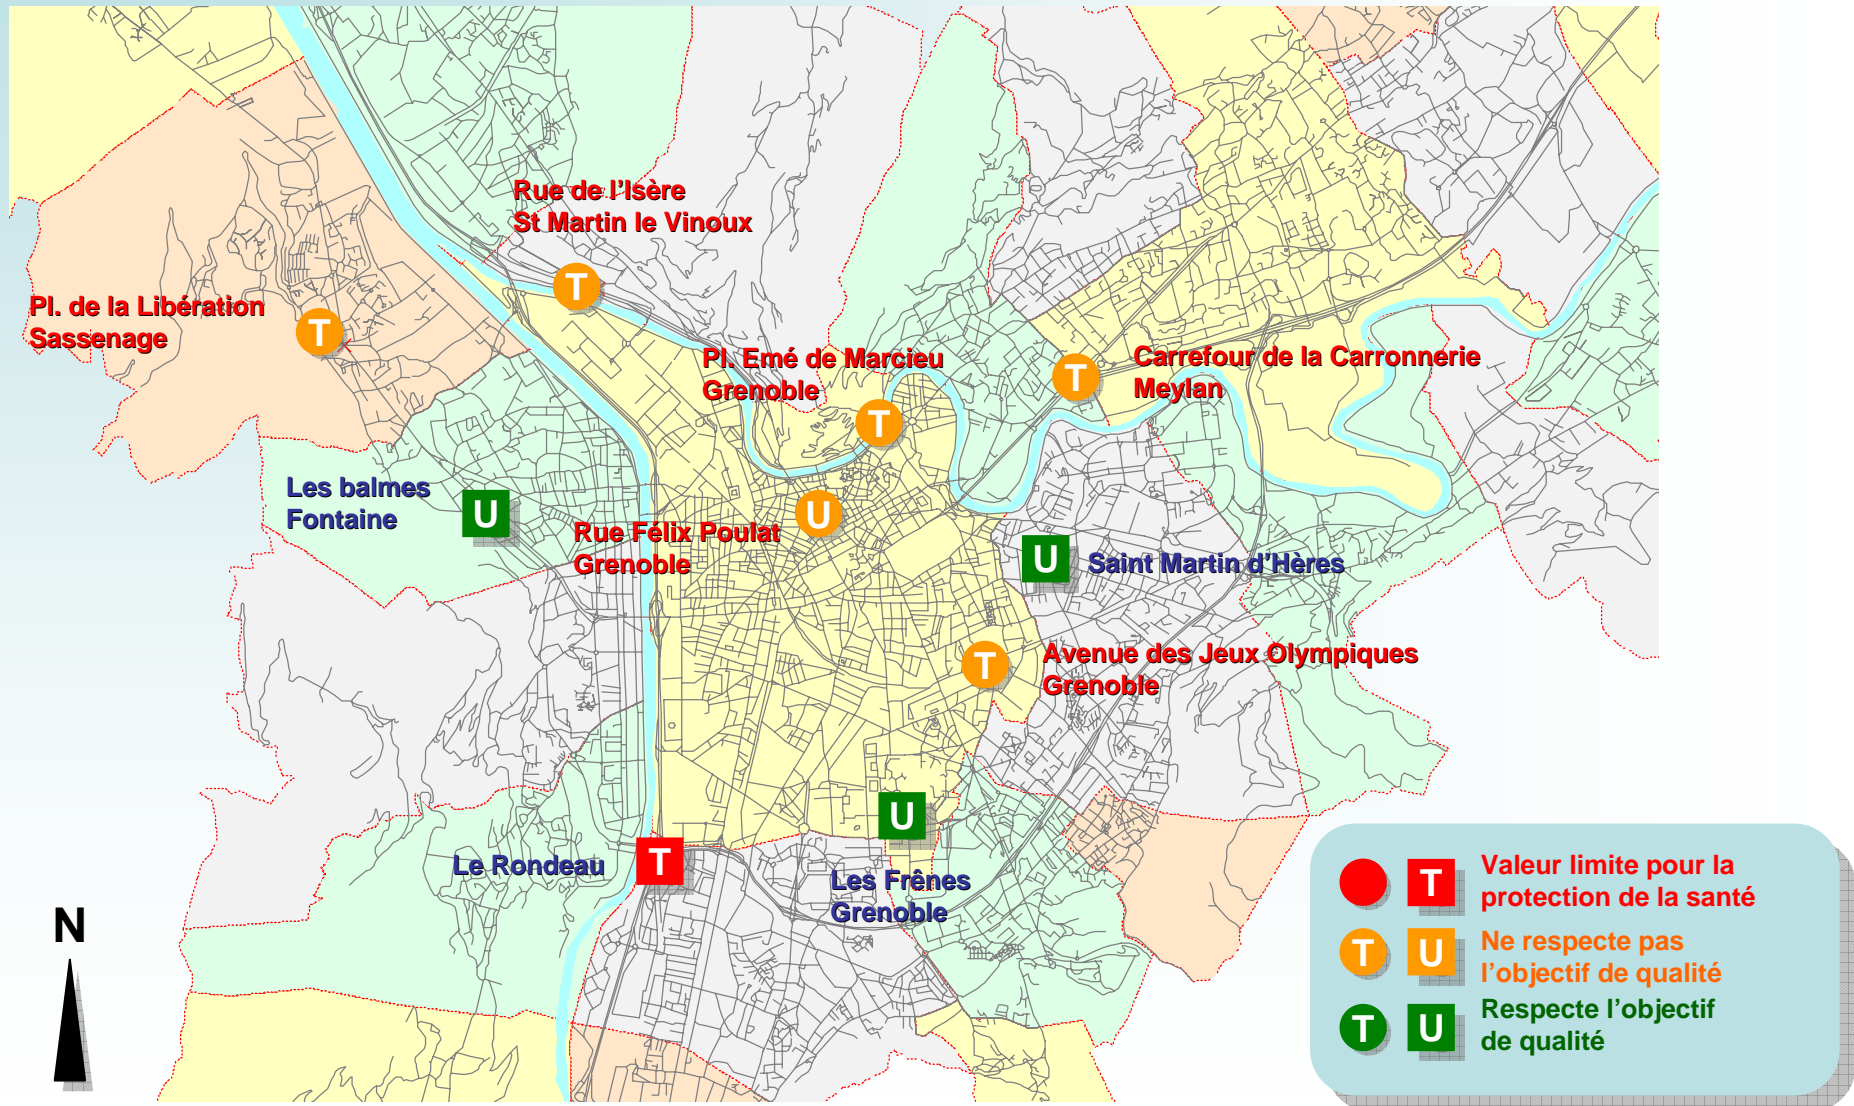 Rue de l'Isère
St Martin le Vinoux
T
Pl. de la Libération
Sassenage
T
Pl. Emé de Marcieu
Grenoble
T
T
Carrefour de la Carronnerie
Meylan
Les balmes
Fontaine
U
U
Rue Félix Poulat
Grenoble
U
Saint Martin d'Hères
T
Avenue des Jeux Olympiques
Grenoble
U
Les Frênes
Grenoble
Le Rondeau
T
N
T
Valeur limite pour la
protection de la santé
T U
Ne respecte pas
l'objectif de qualité
T U
Respecte l'objectif
de qualité